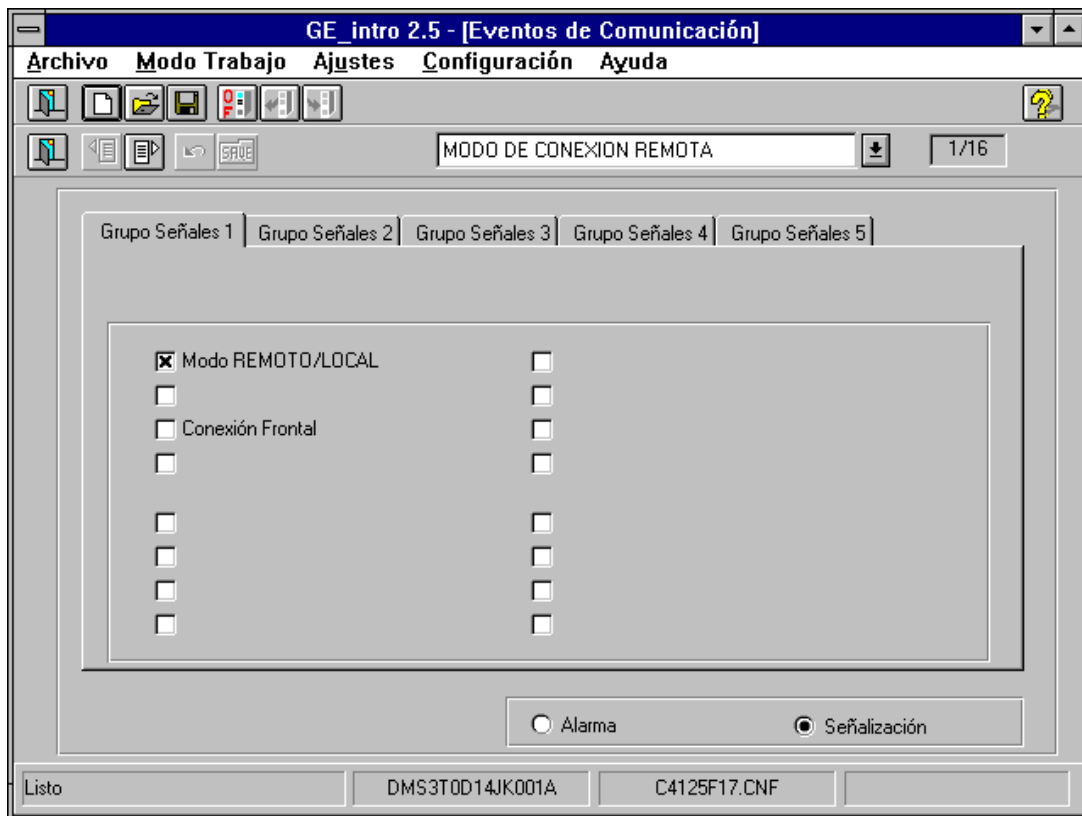 GE_intro 2.5 - [Eventos de Comunicación]
Archivo Modo Trabajo Ajustes Configuración Ayuda
O
F
SAVE
MODO DE CONEXION REMOTA
1/16
Grupo Señales 1 Grupo Señales 2 Grupo Señales 3 Grupo Señales 4 Grupo Señales 5
Modo REMOTO/LOCAL
Conexión Frontal
Alarma Señalización
Listo DMS3T0D14JK001A C4125F17.CNF